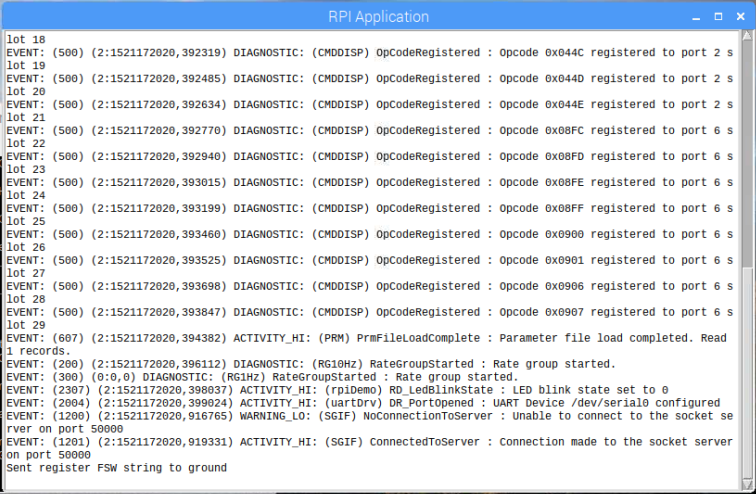 RPI Application
lot 18
EVENT: (500) (2:1521172020,392319) DIAGNOSTIC: (CMDDISP) OpCodeRegistered : Opcode 0x044C registered to port 2 s
lot 19
EVENT: (500) (2:1521172020,392485) DIAGNOSTIC: (CMDDISP) OpCodeRegistered : Opcode 0x044D registered to port 2 s
lot 20
EVENT: (500) (2:1521172020,392634) DIAGNOSTIC: (CMDDISP) OpCodeRegistered : Opcode 0x044E registered to port 2 s
lot 21
EVENT: (500) (2:1521172020,392770) DIAGNOSTIC: (CMDDISP) OpCodeRegistered : Opcode 0x08FC registered to port 6 s
lot 22
EVENT: (500) (2:1521172020,392940) DIAGNOSTIC: (CMDDISP) OpCodeRegistered : Opcode 0x08FD registered to port 6 s
lot 23
EVENT: (500) (2:1521172020,393015) DIAGNOSTIC: (CMDDISP) OpCodeRegistered : Opcode 0x08FE registered to port 6 s
lot 24
EVENT: (500) (2:1521172020,393199) DIAGNOSTIC: (CMDDISP) OpCodeRegistered : Opcode 0x08FF registered to port 6 s
lot 25
EVENT: (500) (2:1521172020,393460) DIAGNOSTIC: (CMDDISP) OpCodeRegistered : Opcode 0x0900 registered to port 6 s
lot 26
EVENT: (500) (2:1521172020,393525) DIAGNOSTIC: (CMDDISP) OpCodeRegistered : Opcode 0x0901 registered to port 6 s
lot 27
EVENT: (500) (2:1521172020,393698) DIAGNOSTIC: (CMDDISP) OpCodeRegistered : Opcode 0x0906 registered to port 6 s
lot 28
EVENT: (500) (2:1521172020,393847) DIAGNOSTIC: (CMDDISP) OpCodeRegistered : Opcode 0x0907 registered to port 6 s
lot 29
EVENT: (607) (2:1521172020,394382) ACTIVITY_HI: (PRM) PrmFileLoadComplete : Parameter file load completed. Read
1 records.
EVENT: (200) (2:1521172020,396112) DIAGNOSTIC: (RG10Hz) RateGroupStarted : Rate group started.
EVENT: (300) (0:0,0) DIAGNOSTIC: (RG1Hz) RateGroupStarted : Rate group started.
EVENT: (2307) (2:1521172020,398037) ACTIVITY_HI: (rpiDemo) RD_LedBlinkState : LED blink state set to 0
EVENT: (2004) (2:1521172020,399024) ACTIVITY_HI: (uartDrv) DR_PortOpened : UART Device /dev/serial0 configured
EVENT: (1200) (2:1521172020,916765) WARNING_LO: (SGIF) NoConnectionToServer : Unable to connect to the socket se
rver on port 50000
EVENT: (1201) (2:1521172020,919331) ACTIVITY_HI: (SGIF) ConnectedToServer : Connection made to the socket server
on port 50000
Sent register FSW string to ground